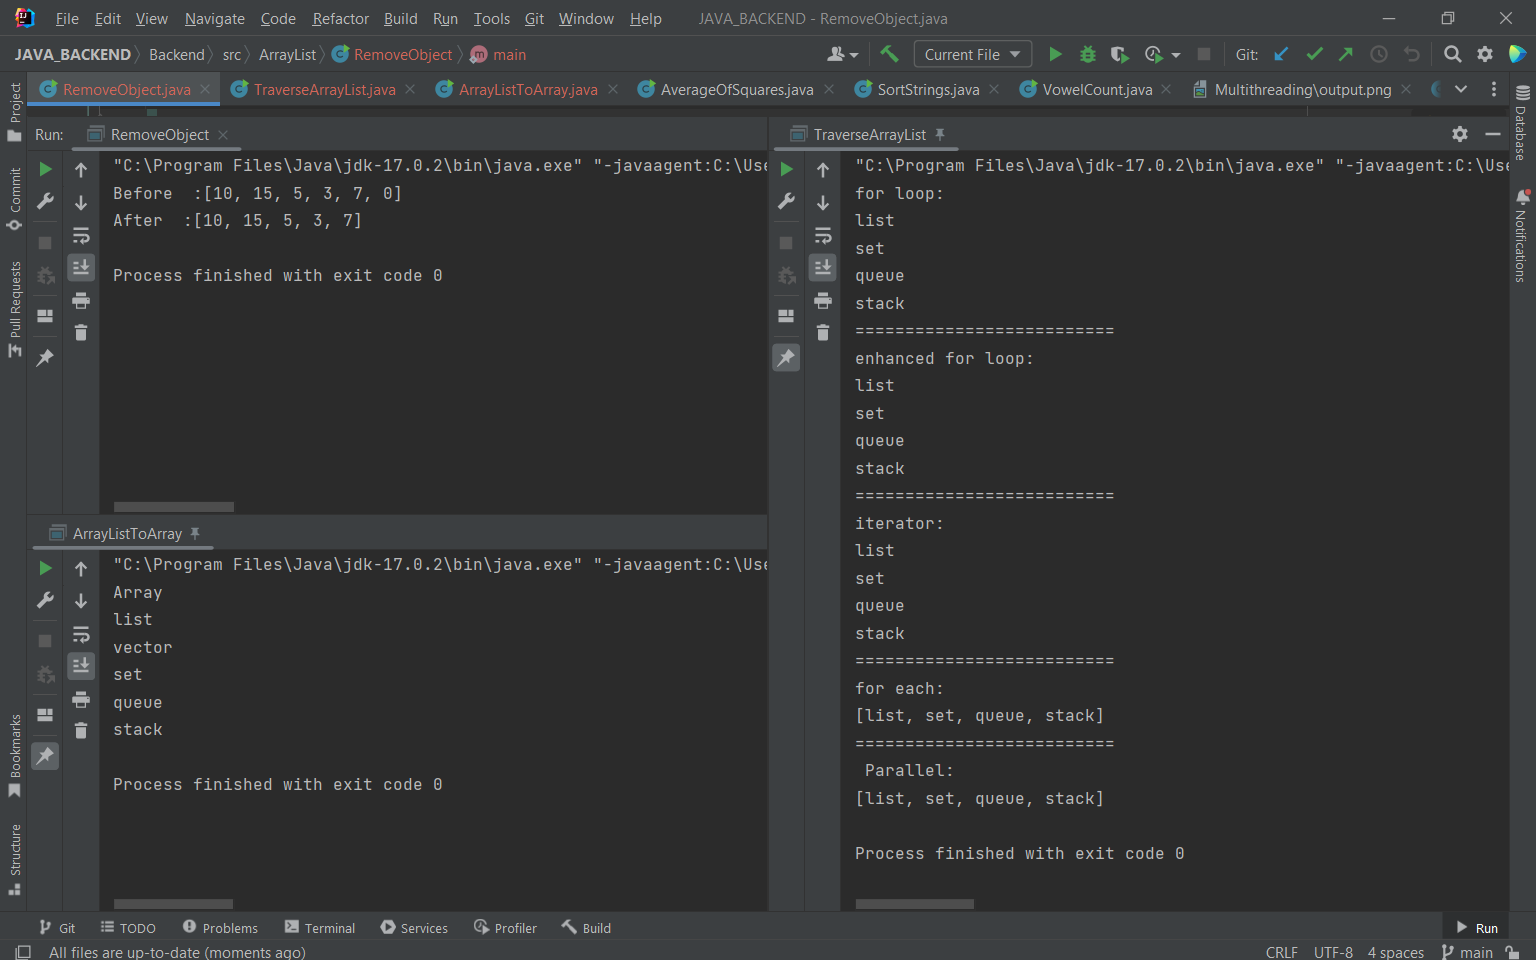 File Edit View Navigate Code Refactor Build Run Tools Git Window Help JAVA_BACKEND - RemoveObject.java
JAVA_BACKEND Backend src ArrayList RemoveObject main Current File Git:
RemoveObject.java TraverseArrayList.java ArrayListToArray.java AverageOfSquares.java SortStrings.java VowelCount.java Multithreading\output.png
Project
Commit
Pull Requests
Bookmarks
Structure
Run: RemoveObject
"C:\Program Files\Java\jdk-17.0.2\bin\java.exe" "-javaagent:C:\Use
Before  :[10, 15, 5, 3, 7, 0]
After  :[10, 15, 5, 3, 7]
Process finished with exit code 0
ArrayListToArray
"C:\Program Files\Java\jdk-17.0.2\bin\java.exe" "-javaagent:C:\Use
Array
list
vector
set
queue
stack
Process finished with exit code 0
TraverseArrayList
"C:\Program Files\Java\jdk-17.0.2\bin\java.exe" "-javaagent:C:\Use
for loop:
list
set
queue
stack
==========================
enhanced for loop:
list
set
queue
stack
==========================
iterator:
list
set
queue
stack
==========================
for each:
[list, set, queue, stack]
==========================
Parallel:
[list, set, queue, stack]
Process finished with exit code 0
Database
Notifications
Git TODO Problems Terminal Services Profiler Build Run
All files are up-to-date (moments ago) CRLF UTF-8 4 spaces main